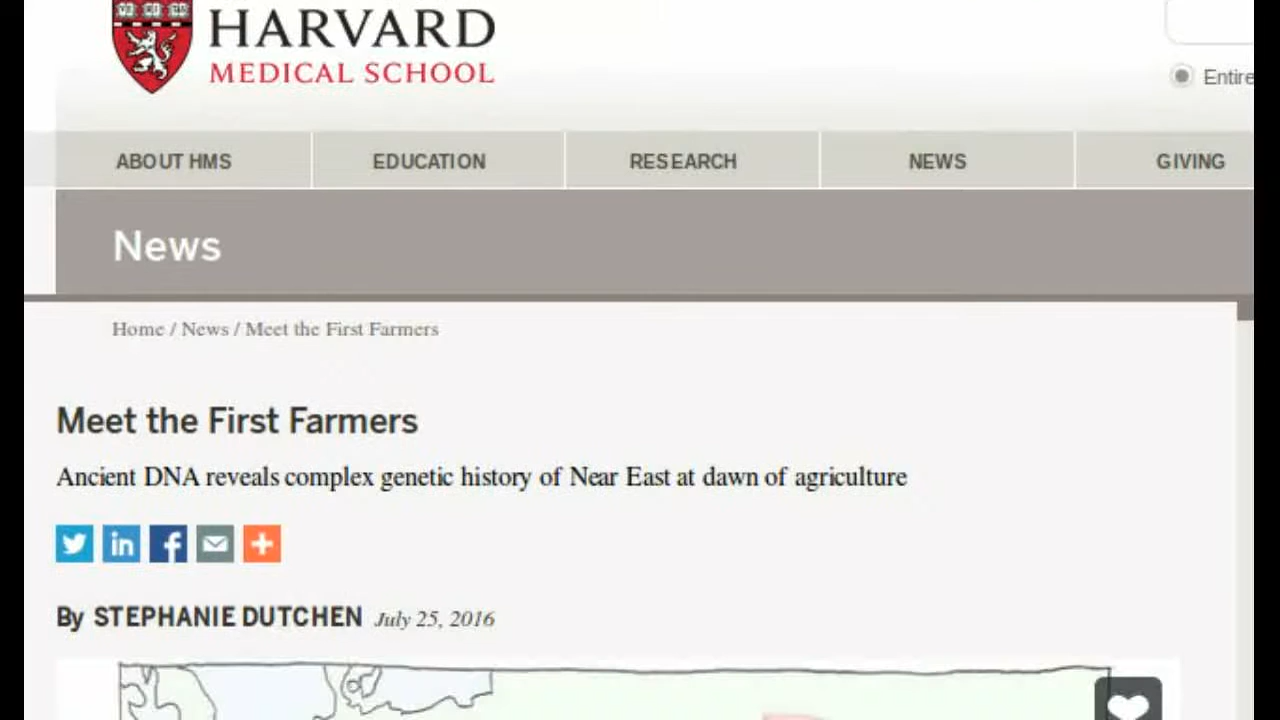 HARVARD
MEDICAL SCHOOL
Entire
ABOUT HMS EDUCATION RESEARCH NEWS GIVING
News
Home / News / Meet the First Farmers
Meet the First Farmers
Ancient DNA reveals complex genetic history of Near East at dawn of agriculture
in f
By STEPHANIE DUTCHEN July 25, 2016